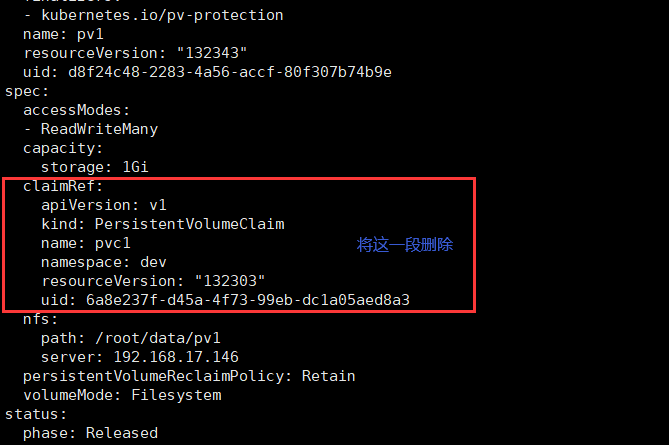 - kubernetes.io/pv-protection
name: pv1
resourceVersion: "132343"
uid: d8f24c48-2283-4a56-accf-80f307b74b9e
spec:
accessModes:
- ReadWriteMany
capacity:
storage: 1Gi
claimRef:
apiVersion: v1
kind: PersistentVolumeClaim
name: pvc1
将这一段删除
namespace: dev
resourceVersion: "132303"
uid: 6a8e237f-d45a-4f73-99eb-dc1a05aed8a3
nfs:
path: /root/data/pv1
server: 192.168.17.146
persistentVolumeReclaimPolicy: Retain
volumeMode: Filesystem
status:
phase: Released